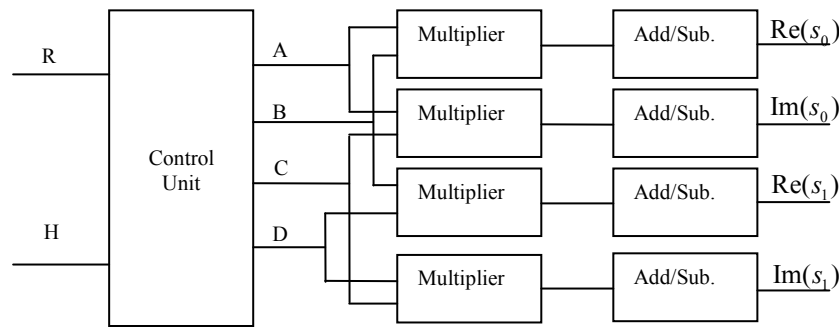 R
H
Control
Unit
A
B
C
D
Multiplier
Add/Sub.
Re(s₀)
Multiplier
Add/Sub.
Im(s₀)
Multiplier
Add/Sub.
Re(s₁)
Multiplier
Add/Sub.
Im(s₁)